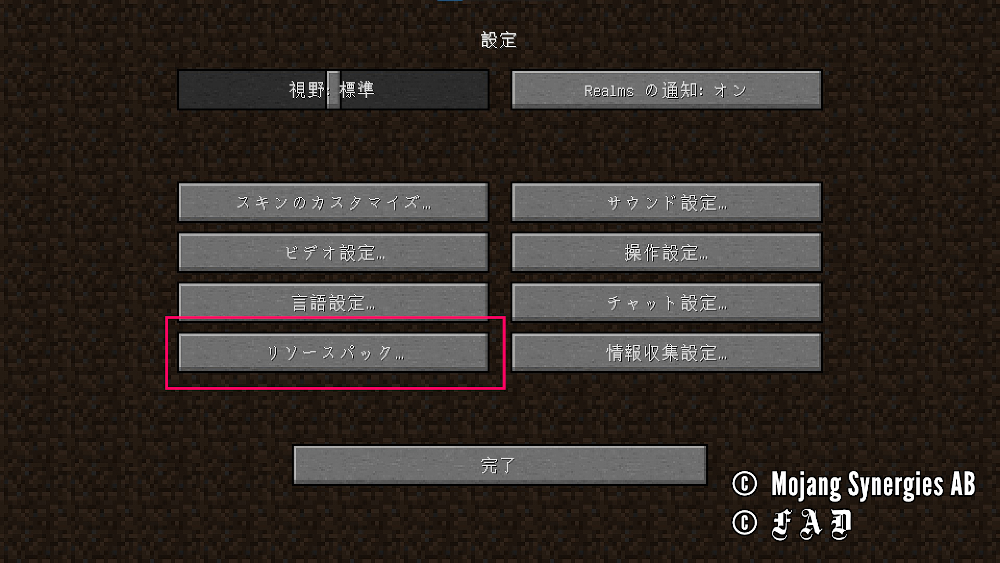 設定
視野: 標準
Realms の通知: オン
スキンのカスタマイズ...
サウンド設定...
ビデオ設定...
操作設定...
言語設定...
チャット設定...
リソースパック...
情報収集設定...
完了
© Mojang Synergies AB
© FAD